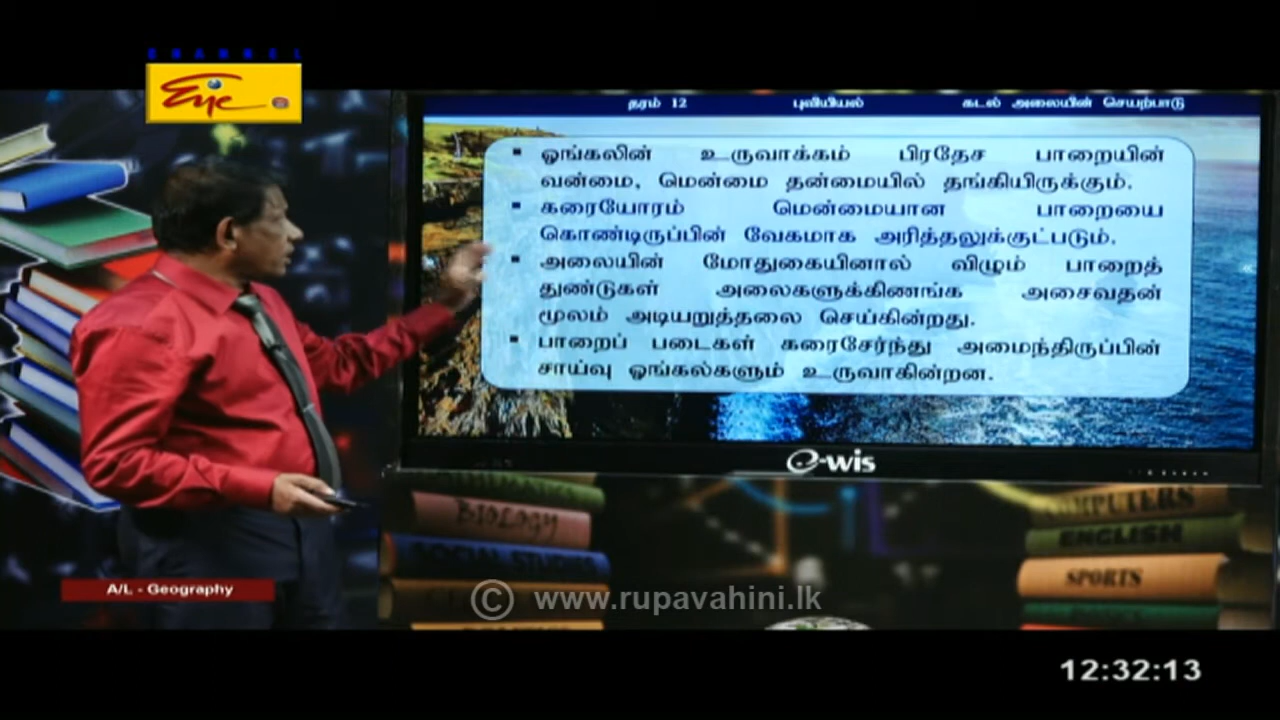 CHANNEL
Eye
தரம் 12 புவியியல் கடல் அலையின் செயற்பாடு
▪ ஓங்கலின் உருவாக்கம் பிரதேச பாறையின்
வன்மை, மென்மை தன்மையில் தங்கியிருக்கும்.
▪ கரையோரம் மென்மையான பாறையை
கொண்டிருப்பின் வேகமாக அரித்தலுக்குட்படும்.
▪ அலையின் மோதுகையினால் விழும் பாறைத்
துண்டுகள் அலைகளுக்கிணங்க அசைவதன்
மூலம் அடியறுத்தலை செய்கின்றது.
▪ பாறைப் படைகள் கரைசேர்ந்து அமைந்திருப்பின்
சாய்வு ஓங்கல்களும் உருவாகின்றன.
e-wis
BIOLOGY
SOCIAL STUDIES
COMPUTERS
ENGLISH
SPORTS
A/L - Geography
© www.rupavahini.lk
12:32:13